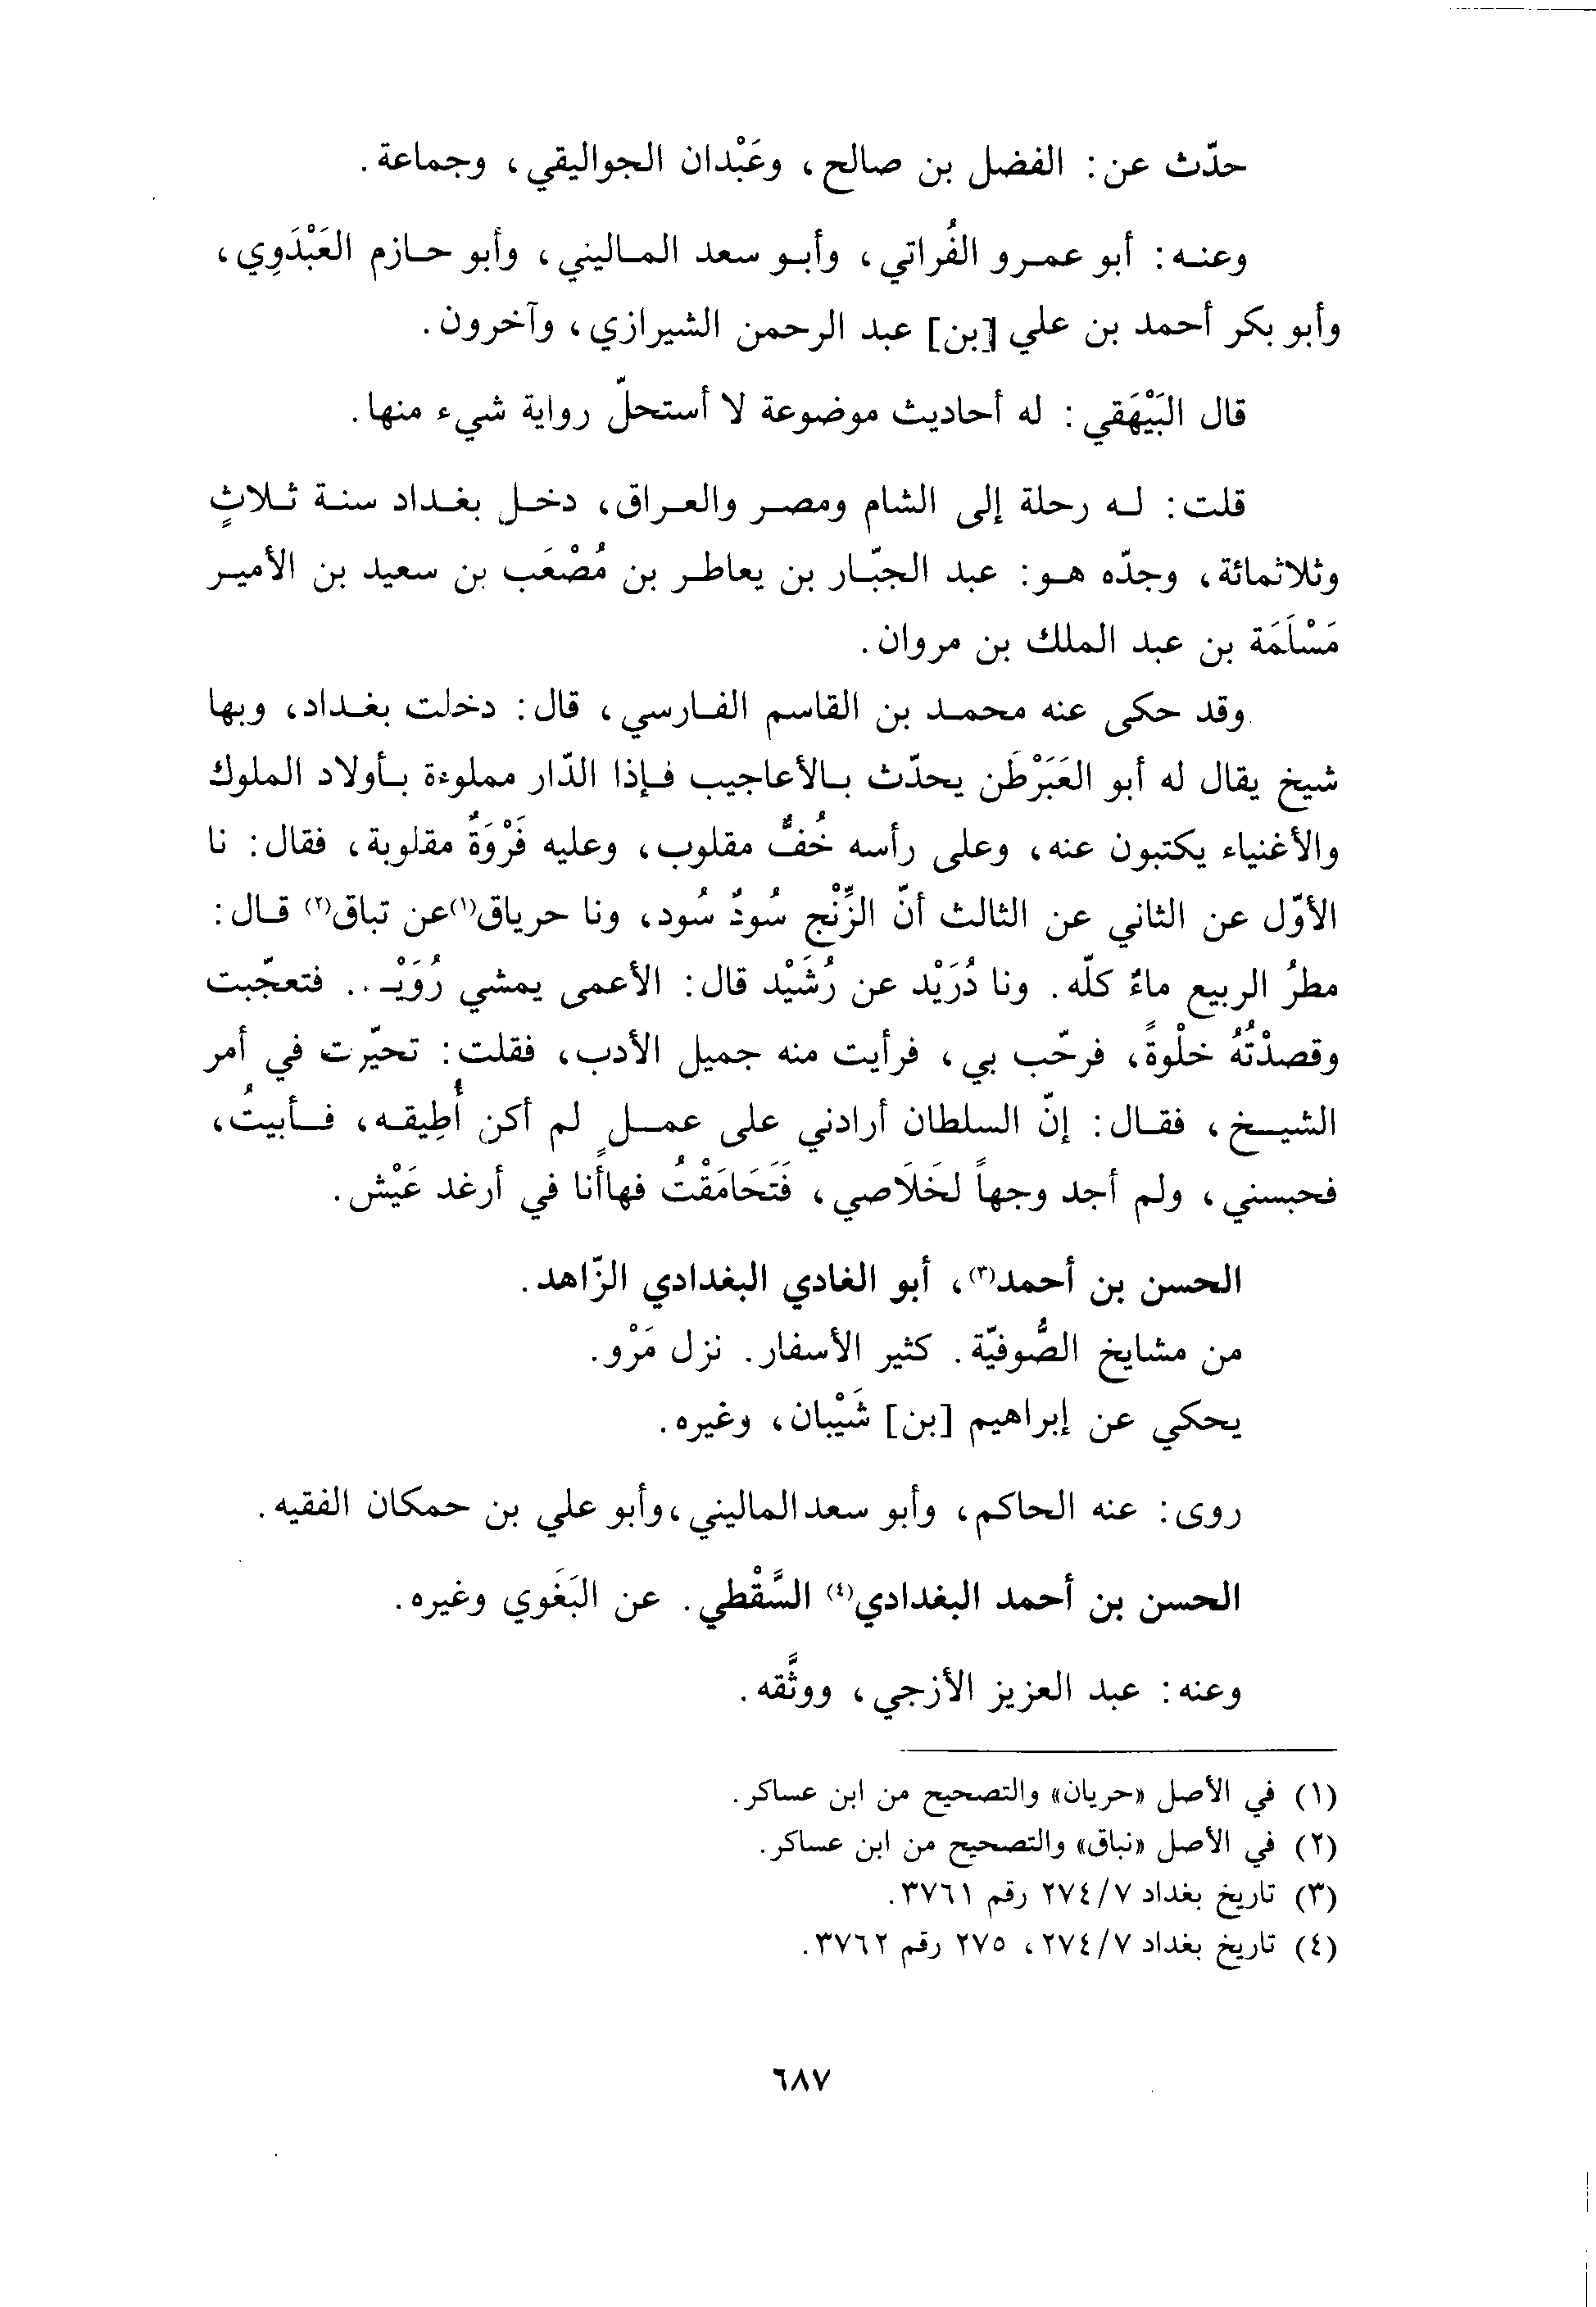 حدّث عن: الفضل بن صالح، وعَبْدان الجواليقي، وجماعة.
وعنه: أبو عمرو الفُراتي، وأبو سعد الماليني، وأبو حازم العَبْدَوِي،
وأبو بكر أحمد بن علي [بن] عبد الرحمن الشيرازي، وآخرون.
قال البَيْهَقي: له أحاديث موضوعة لا أستحلّ رواية شيء منها.
قلت: له رحلة إلى الشام ومصر والعراق، دخل بغداد سنة ثلاثٍ
وثلاثمائة، وجدّه هو: عبد الجبّار بن يعاطر بن مُصْعَب بن سعيد بن الأمير
مَسْلَمَة بن عبد الملك بن مروان.
وقد حكى عنه محمد بن القاسم الفارسي، قال: دخلت بغداد، وبها
شيخ يقال له أبو العَبَرْطَن يحدّث بالأعاجيب فإذا الدّار مملوءة بأولاد الملوك
والأغنياء يكتبون عنه، وعلى رأسه خُفٌّ مقلوب، وعليه فَرْوَةٌ مقلوبة، فقال: نا
الأوّل عن الثاني عن الثالث أنّ الزِّنْج سُودٌ سُود، ونا حرياق(١) عن تباق(٢) قال:
مطرُ الربيع ماءٌ كلّه. ونا دُرَيْد عن رُشَيْد قال: الأعمى يمشي رُوَيْـ .. فتعجّبت
وقصدْتُهُ خلْوةً، فرحّب بي، فرأيت منه جميل الأدب، فقلت: تحيّرت في أمر
الشيخ، فقال: إنّ السلطان أرادني على عملٍ لم أكن أُطِيقه، فأبيتُ،
فحبسني، ولم أجد وجهاً لخَلَاصي، فَتَحَامَقْتُ فهاأنا في أرغد عَيْش.
الحسن بن أحمد(٣)، أبو الغادي البغدادي الزّاهد.
من مشايخ الصُّوفيّة. كثير الأسفار. نزل مَرْو.
يحكي عن إبراهيم [بن] شَيْبان، وغيره.
روى: عنه الحاكم، وأبو سعد الماليني، وأبو علي بن حمكان الفقيه.
الحسن بن أحمد البغدادي(٤) السَّقْطي. عن البَغَوي وغيره.
وعنه: عبد العزيز الأزجي، ووثَّقه.
(١) في الأصل «حريان» والتصحيح من ابن عساكر.
(٢) في الأصل «نباق» والتصحيح من ابن عساكر.
(٣) تاريخ بغداد ٢٧٤/٧ رقم ٣٧٦١.
(٤) تاريخ بغداد ٢٧٤/٧، ٢٧٥ رقم ٣٧٦٢.
٦٨٧